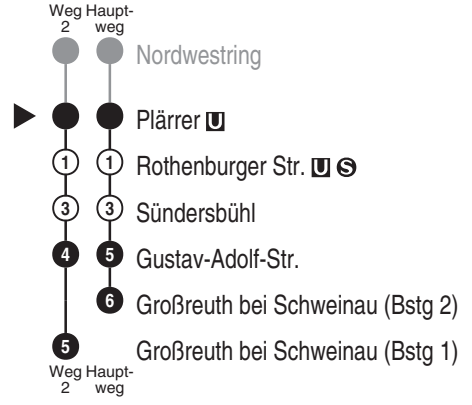 Weg Haupt-
2 weg
Nordwestring
Plärrer U
1 1 Rothenburger Str. U S
3 3 Sündersbühl
4 5 Gustav-Adolf-Str.
6 Großreuth bei Schweinau (Bstg 2)
5 Großreuth bei Schweinau (Bstg 1)
Weg Haupt-
2 weg